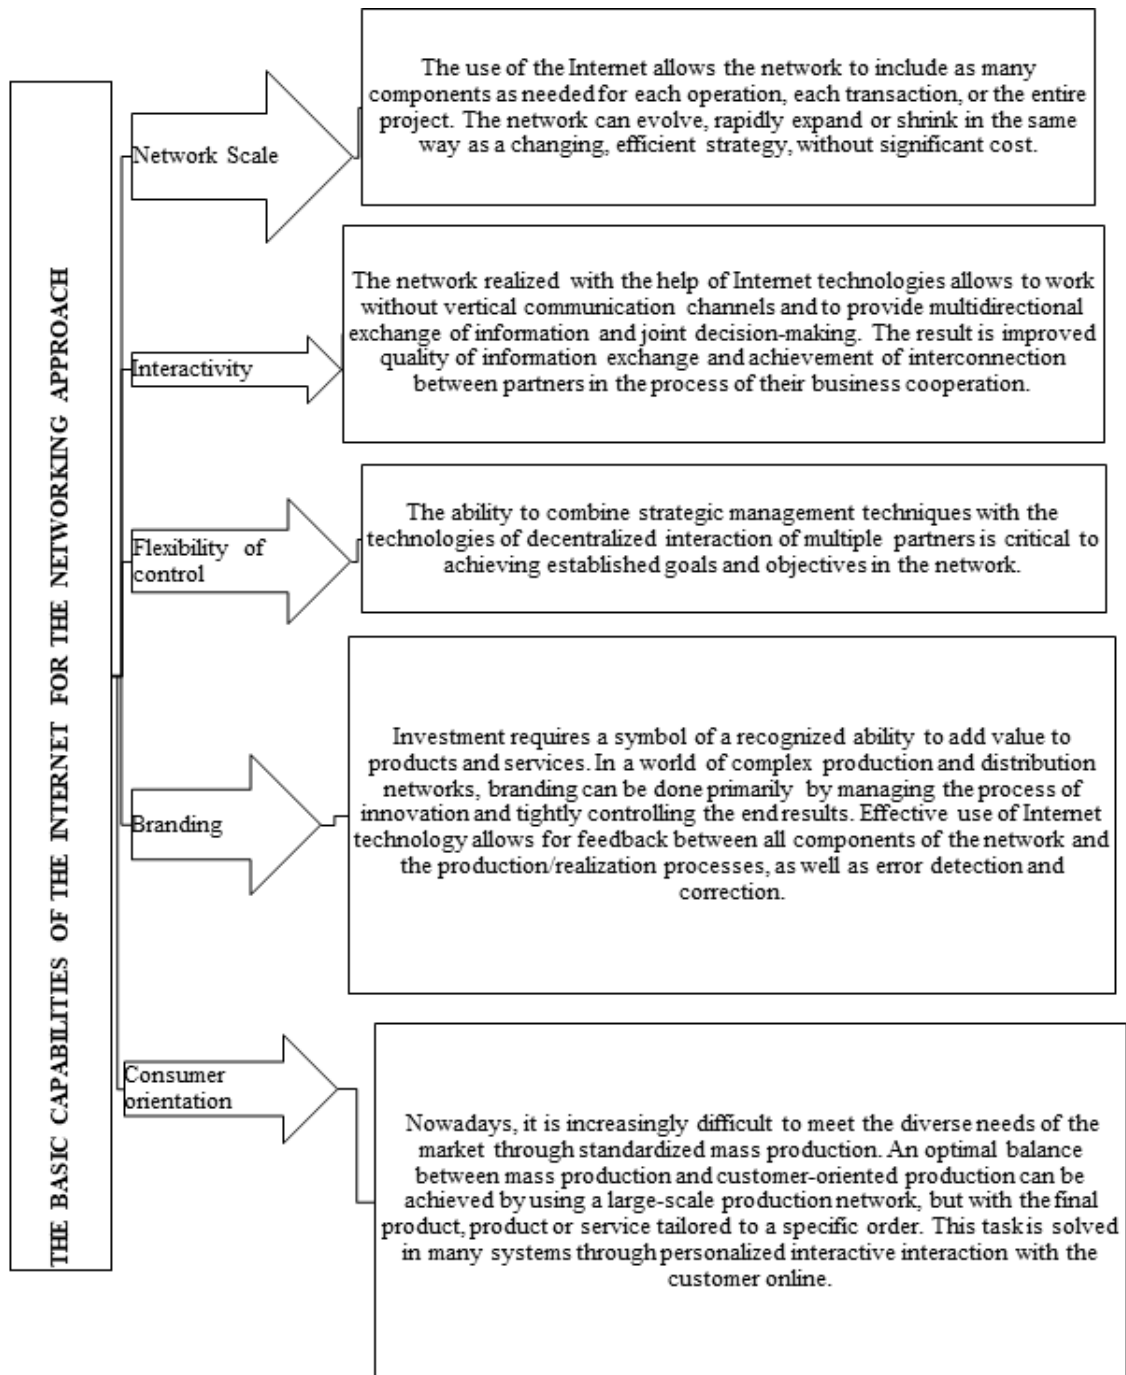 THE BASIC CAPABILITIES OF THE INTERNET FOR THE NETWORKING APPROACH
Network Scale
The use of the Internet allows the network to include as many
components as needed for each operation, each transaction, or the entire
project. The network can evolve, rapidly expand or shrink in the same
way as a changing, efficient strategy, without significant cost.
Interactivity
The network realized with the help of Internet technologies allows to work
without vertical communication channels and to provide multidirectional
exchange of information and joint decision-making. The result is improved
quality of information exchange and achievement of interconnection
between partners in the process of their business cooperation.
Flexibility of
control
The ability to combine strategic management techniques with the
technologies of decentralized interaction of multiple partners is critical to
achieving established goals and objectives in the network.
Branding
Investment requires a symbol of a recognized ability to add value to
products and services. In a world of complex production and distribution
networks, branding can be done primarily by managing the process of
innovation and tightly controlling the end results. Effective use of Internet
technology allows for feedback between all components of the network and
the production/realization processes, as well as error detection and
correction.
Consumer
orientation
Nowadays, it is increasingly difficult to meet the diverse needs of the
market through standardized mass production. An optimal balance
between mass production and customer-oriented production can be
achieved by using a large-scale production network, but with the final
product, product or service tailored to a specific order. This task is solved
in many systems through personalized interactive interaction with the
customer online.